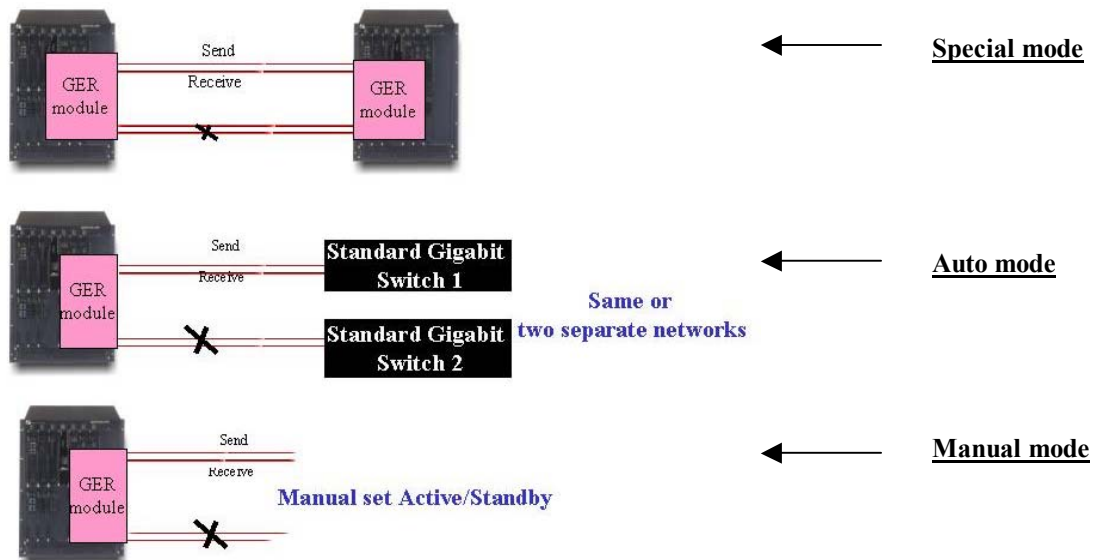 Send
Receive
GER
module
GER
module
Special mode
Send
Receive
GER
module
Standard Gigabit
Switch 1
Standard Gigabit
Switch 2
Same or
two separate networks
Auto mode
Send
Receive
GER
module
Manual set Active/Standby
Manual mode